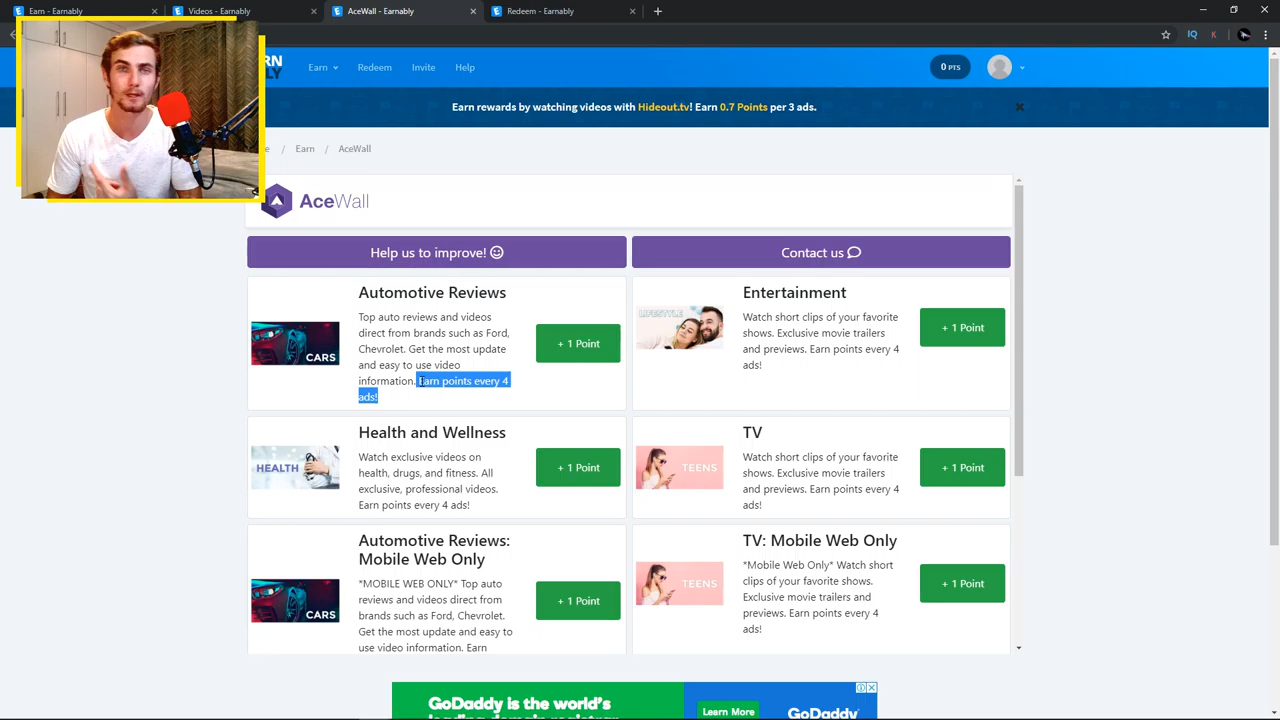 Earn - Earnably
Videos - Earnably
AceWall - Earnably
Redeem - Earnably
Earn
Redeem
Invite
Help
0 PTS
Earn rewards by watching videos with Hideout.tv! Earn 0.7 Points per 3 ads.
/ Earn / AceWall
AceWall
Help us to improve!
Contact us
Automotive Reviews
Top auto reviews and videos
direct from brands such as Ford,
Chevrolet. Get the most update
and easy to use video
information. Earn points every 4
ads!
CARS
+ 1 Point
Entertainment
Watch short clips of your favorite
shows. Exclusive movie trailers
and previews. Earn points every 4
ads!
LIFESTYLE
+ 1 Point
Health and Wellness
Watch exclusive videos on
health, drugs, and fitness. All
exclusive, professional videos.
Earn points every 4 ads!
HEALTH
+ 1 Point
TV
Watch short clips of your favorite
shows. Exclusive movie trailers
and previews. Earn points every 4
ads!
TEENS
+ 1 Point
Automotive Reviews:
Mobile Web Only
*MOBILE WEB ONLY* Top auto
reviews and videos direct from
brands such as Ford, Chevrolet.
Get the most update and easy to
use video information. Earn
CARS
+ 1 Point
TV: Mobile Web Only
*Mobile Web Only* Watch short
clips of your favorite shows.
Exclusive movie trailers and
previews. Earn points every 4
ads!
TEENS
+ 1 Point
GoDaddy is the world's
Learn More
GoDaddy